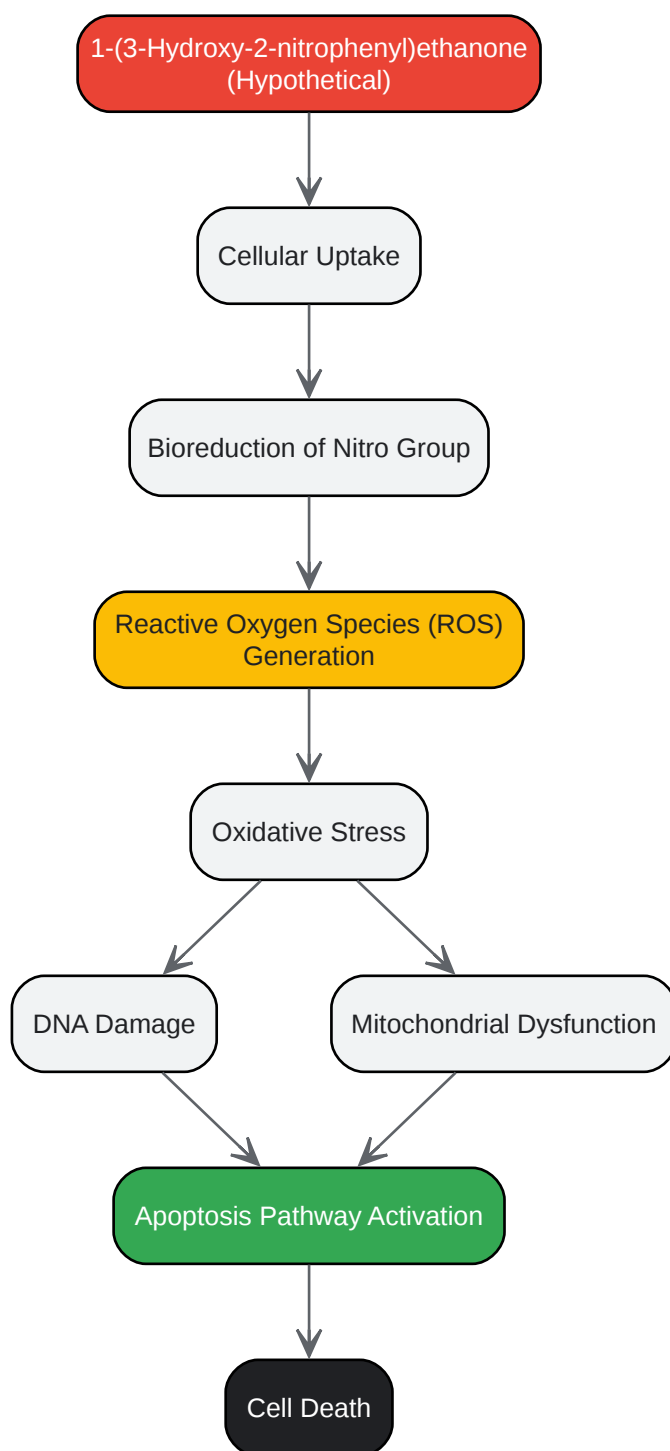 1-(3-Hydroxy-2-nitrophenyl)ethanone
(Hypothetical)
Cellular Uptake
Bioreduction of Nitro Group
Reactive Oxygen Species (ROS)
Generation
Oxidative Stress
DNA Damage
Mitochondrial Dysfunction
Apoptosis Pathway Activation
Cell Death